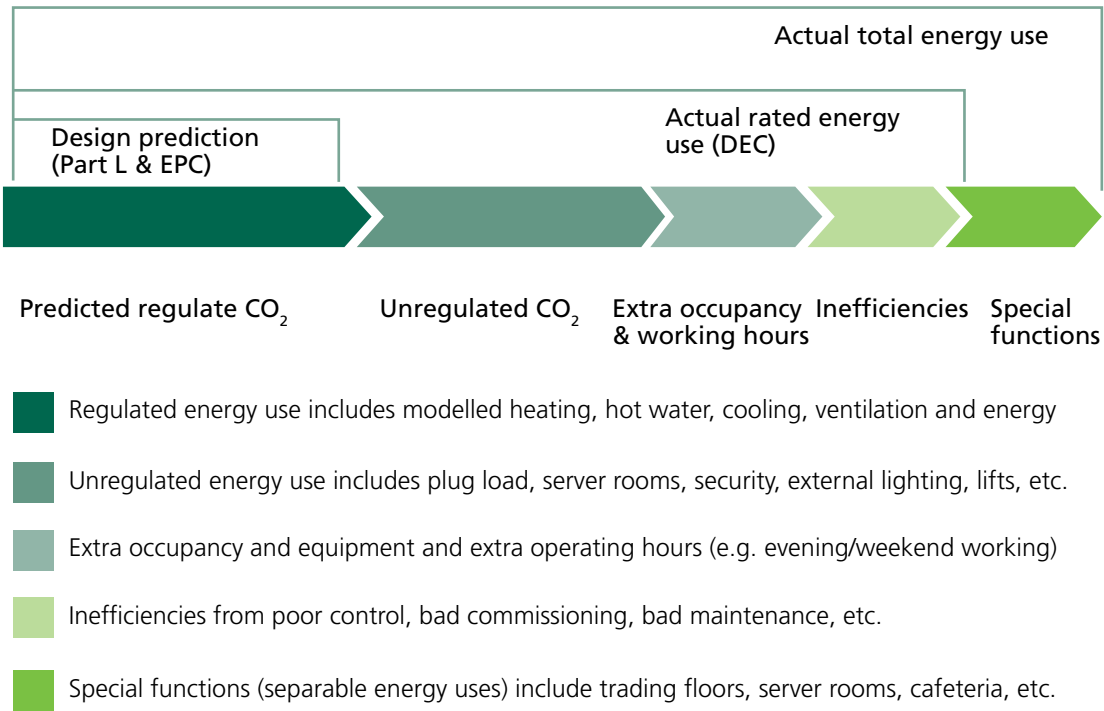 Actual total energy use
Actual rated energy
use (DEC)
Design prediction
(Part L & EPC)
Predicted regulate CO₂
Unregulated CO₂
Extra occupancy
& working hours
Inefficiencies
Special
functions
Regulated energy use includes modelled heating, hot water, cooling, ventilation and energy
Unregulated energy use includes plug load, server rooms, security, external lighting, lifts, etc.
Extra occupancy and equipment and extra operating hours (e.g. evening/weekend working)
Inefficiencies from poor control, bad commissioning, bad maintenance, etc.
Special functions (separable energy uses) include trading floors, server rooms, cafeteria, etc.